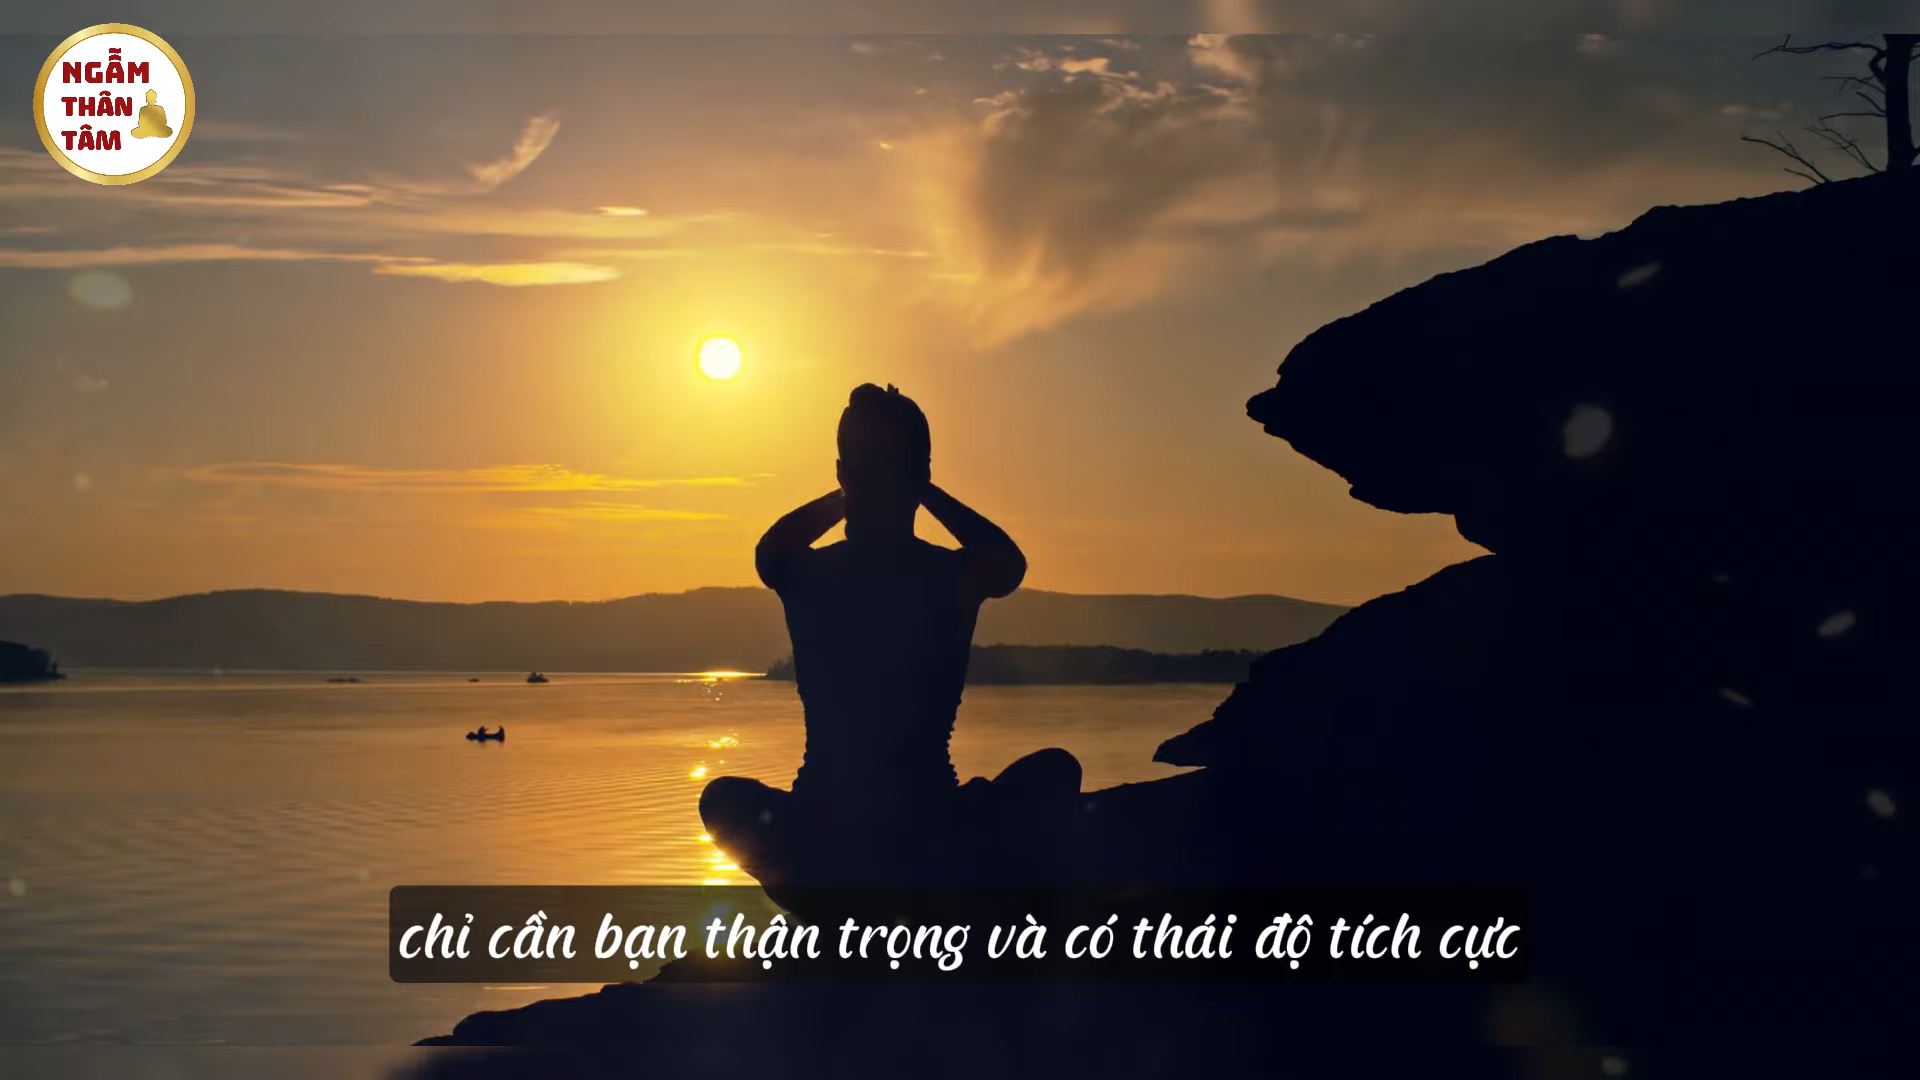 NGẪM
THÂN
TÂM
chỉ cần bạn thận trọng và có thái độ tích cực